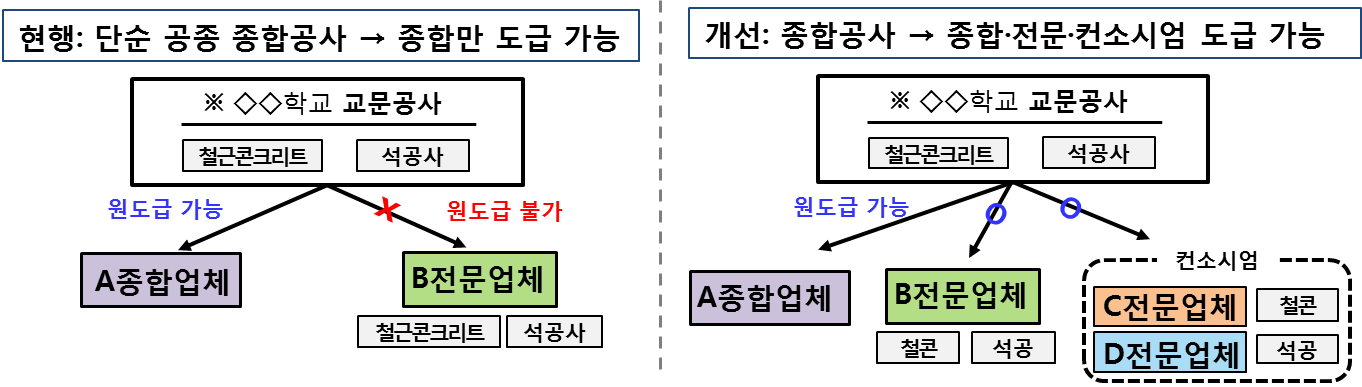 현행: 단순 공종 종합공사 → 종합만 도급 가능
※ ◇◇학교 교문공사
철근콘크리트 석공사
원도급 가능 X 원도급 불가
A종합업체 B전문업체
철근콘크리트 석공사
개선: 종합공사 → 종합·전문·컨소시엄 도급 가능
※ ◇◇학교 교문공사
철근콘크리트 석공사
원도급 가능
컨소시엄
A종합업체 B전문업체
철콘 석공
C전문업체 철콘
D전문업체 석공